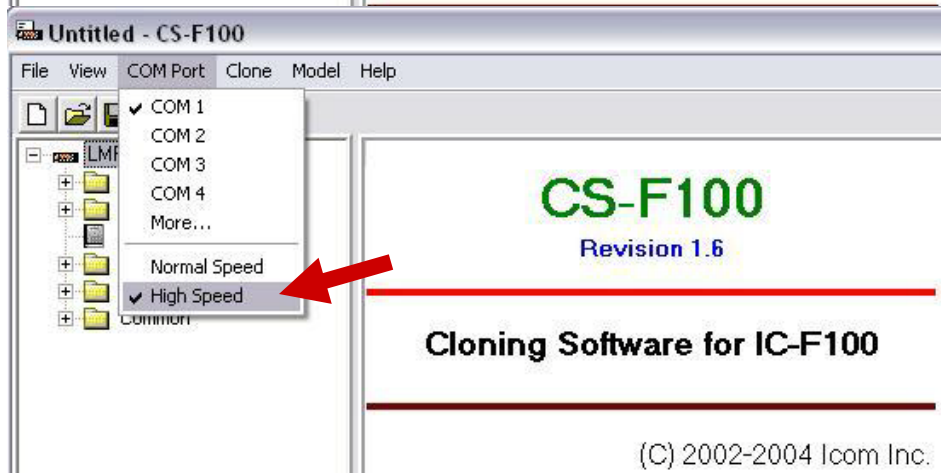 Untitled - CS-F100
File View COM Port Clone Model Help
COM 1
COM 2
COM 3
COM 4
More...
Normal Speed
High Speed
Common
CS-F100
Revision 1.6
Cloning Software for IC-F100
(C) 2002-2004 Icom Inc.